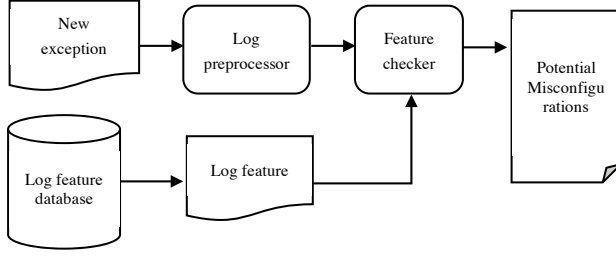 New
exception
Log
preprocessor
Feature
checker
Potential
Misconfigu
rations
Log feature
database
Log feature